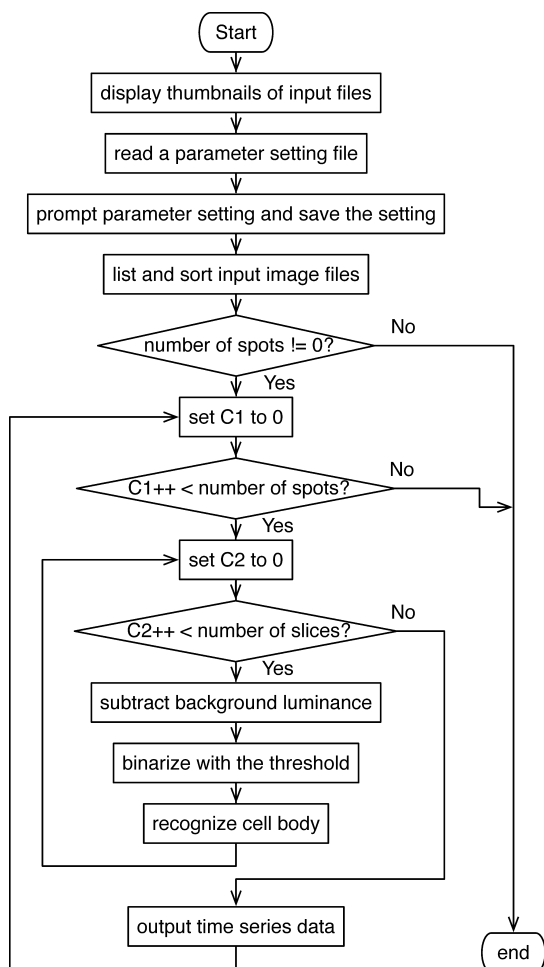 Start
display thumbnails of input files
read a parameter setting file
prompt parameter setting and save the setting
list and sort input image files
number of spots != 0?
No
Yes
set C1 to 0
C1++ < number of spots?
No
Yes
set C2 to 0
C2++ < number of slices?
No
Yes
subtract background luminance
binarize with the threshold
recognize cell body
output time series data
end